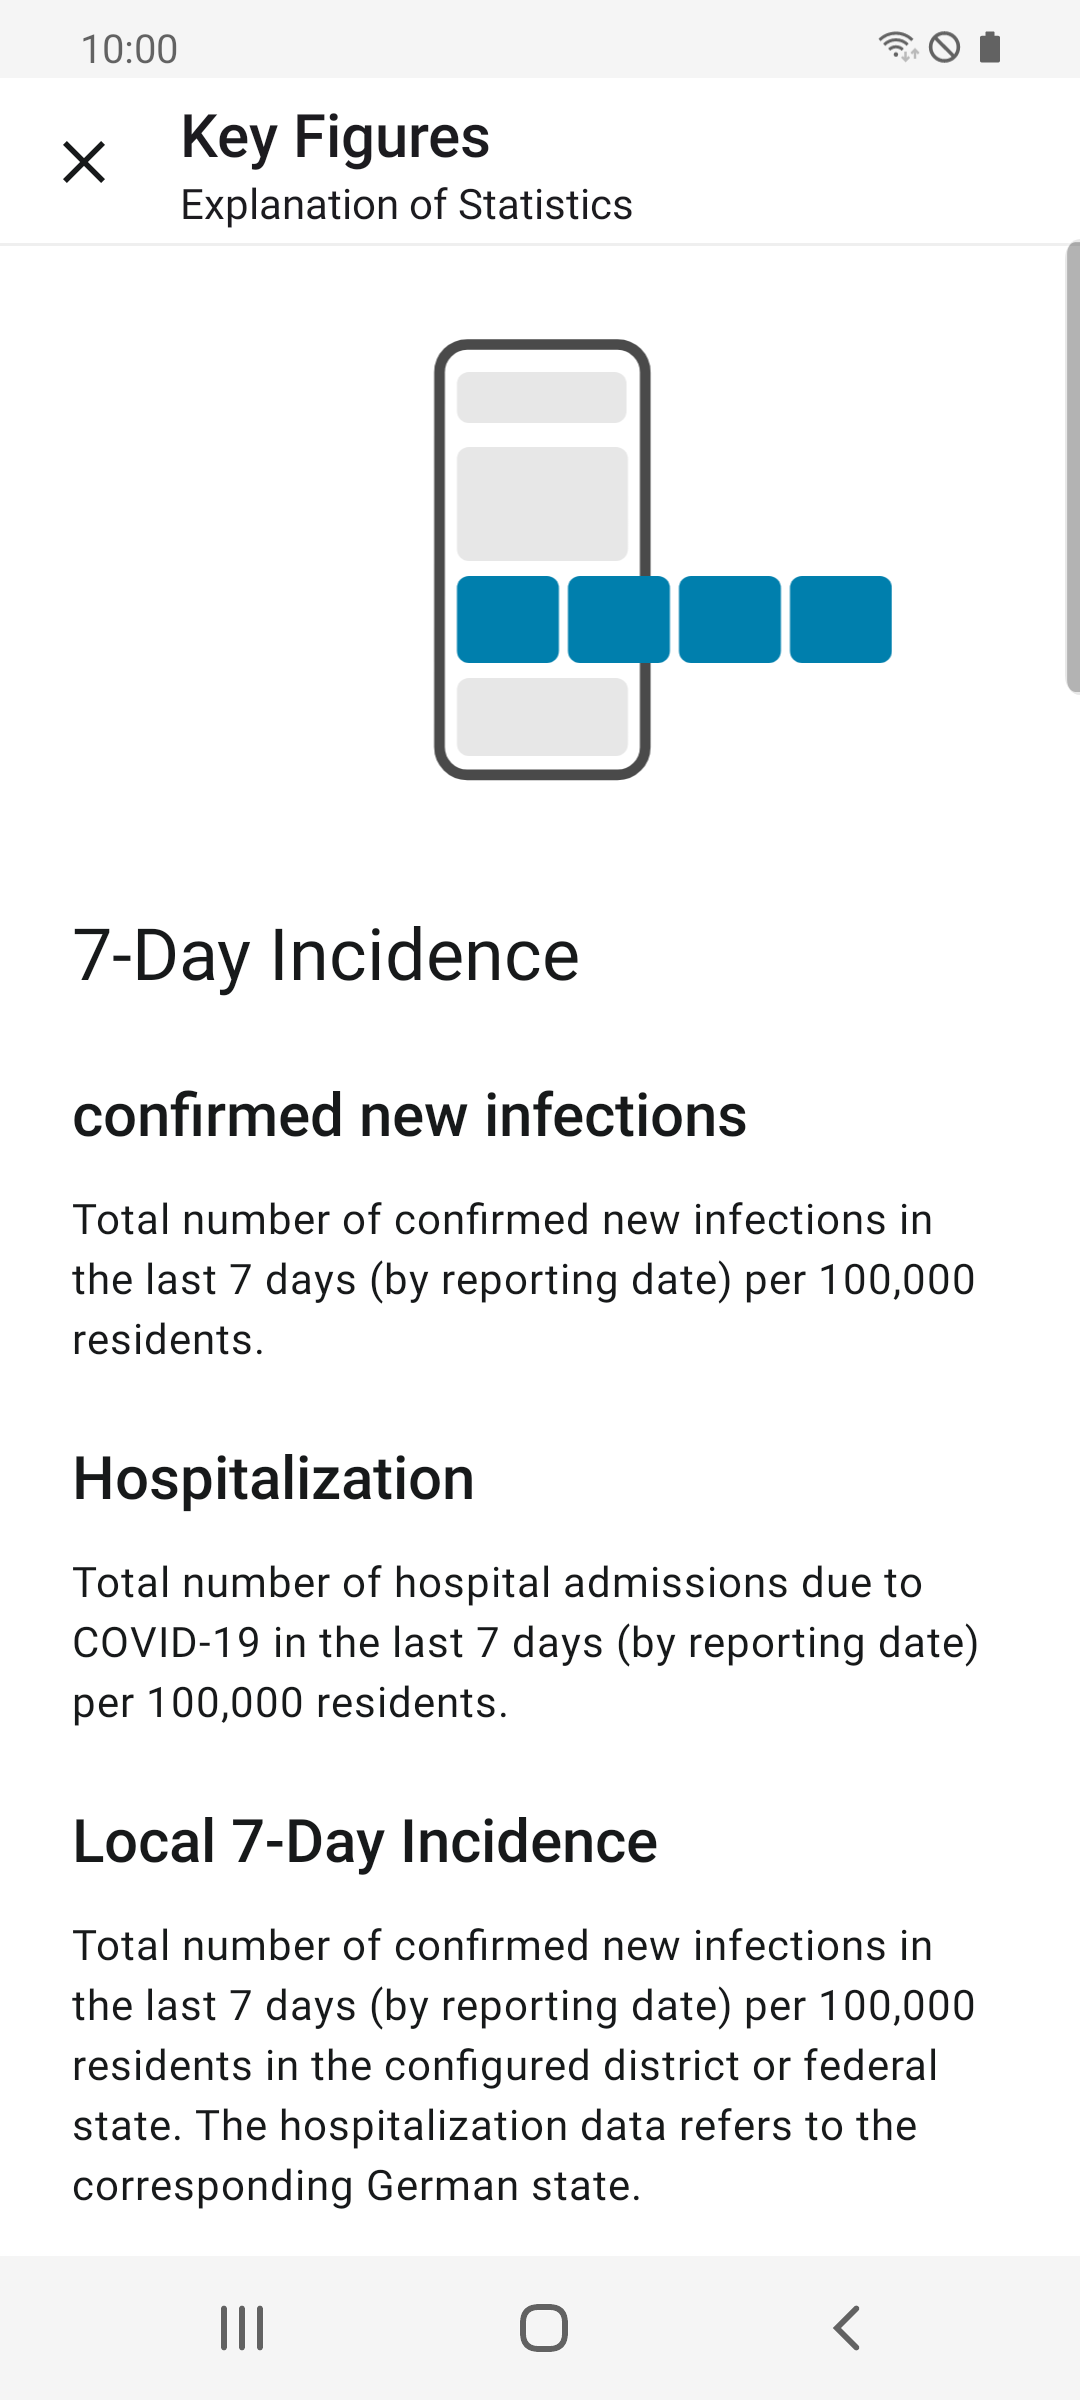 10:00
Key Figures
Explanation of Statistics
7-Day Incidence
confirmed new infections
Total number of confirmed new infections in
the last 7 days (by reporting date) per 100,000
residents.
Hospitalization
Total number of hospital admissions due to
COVID-19 in the last 7 days (by reporting date)
per 100,000 residents.
Local 7-Day Incidence
Total number of confirmed new infections in
the last 7 days (by reporting date) per 100,000
residents in the configured district or federal
state. The hospitalization data refers to the
corresponding German state.